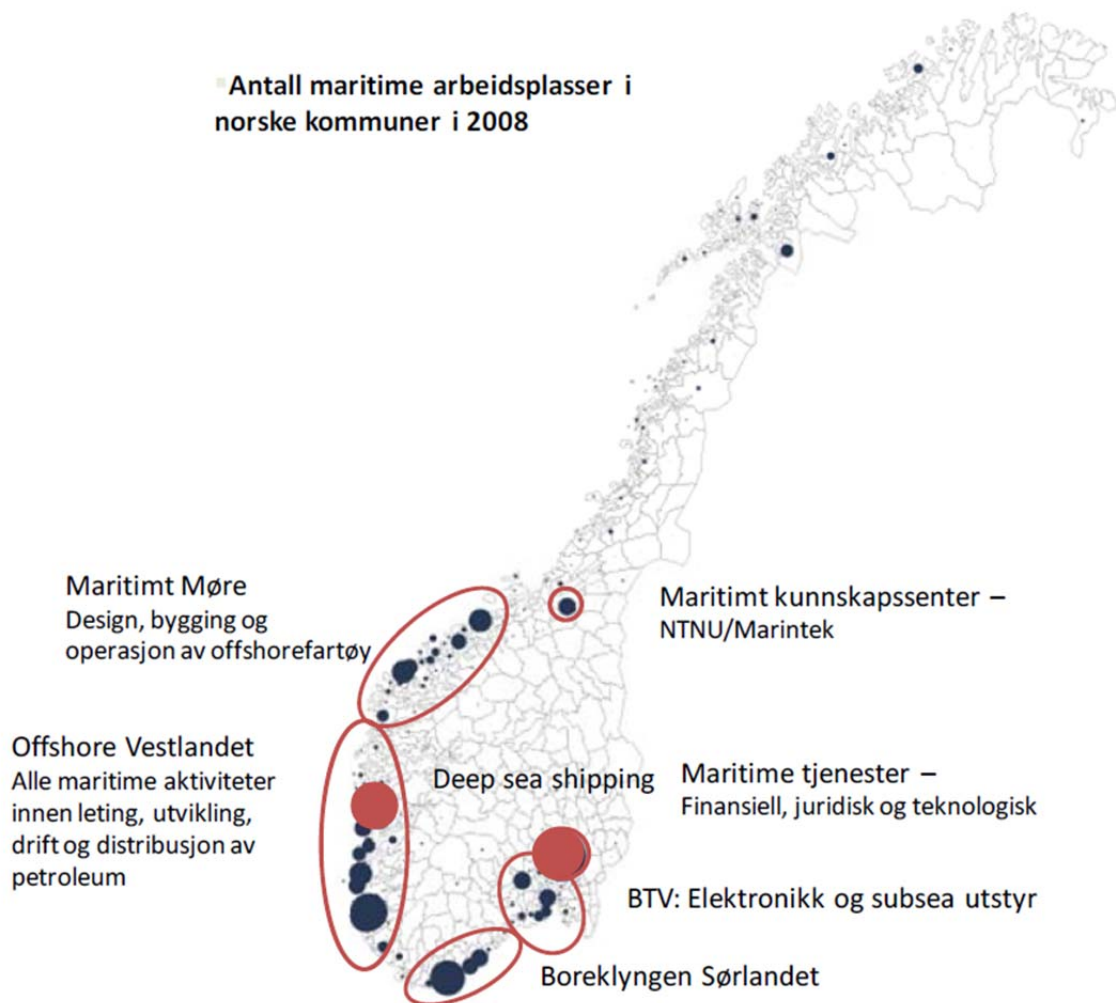 Antall maritime arbeidsplasser i
norske kommuner i 2008
Maritimt Møre
Design, bygging og
operasjon av offshorefartøy
Maritimt kunnskapssenter –
NTNU/Marintek
Offshore Vestlandet
Alle maritime aktiviteter
innen leting, utvikling,
drift og distribusjon av
petroleum
Deep sea shipping
Maritime tjenester –
Finansiell, juridisk og teknologisk
BTV: Elektronikk og subsea utstyr
Boreklyngen Sørlandet